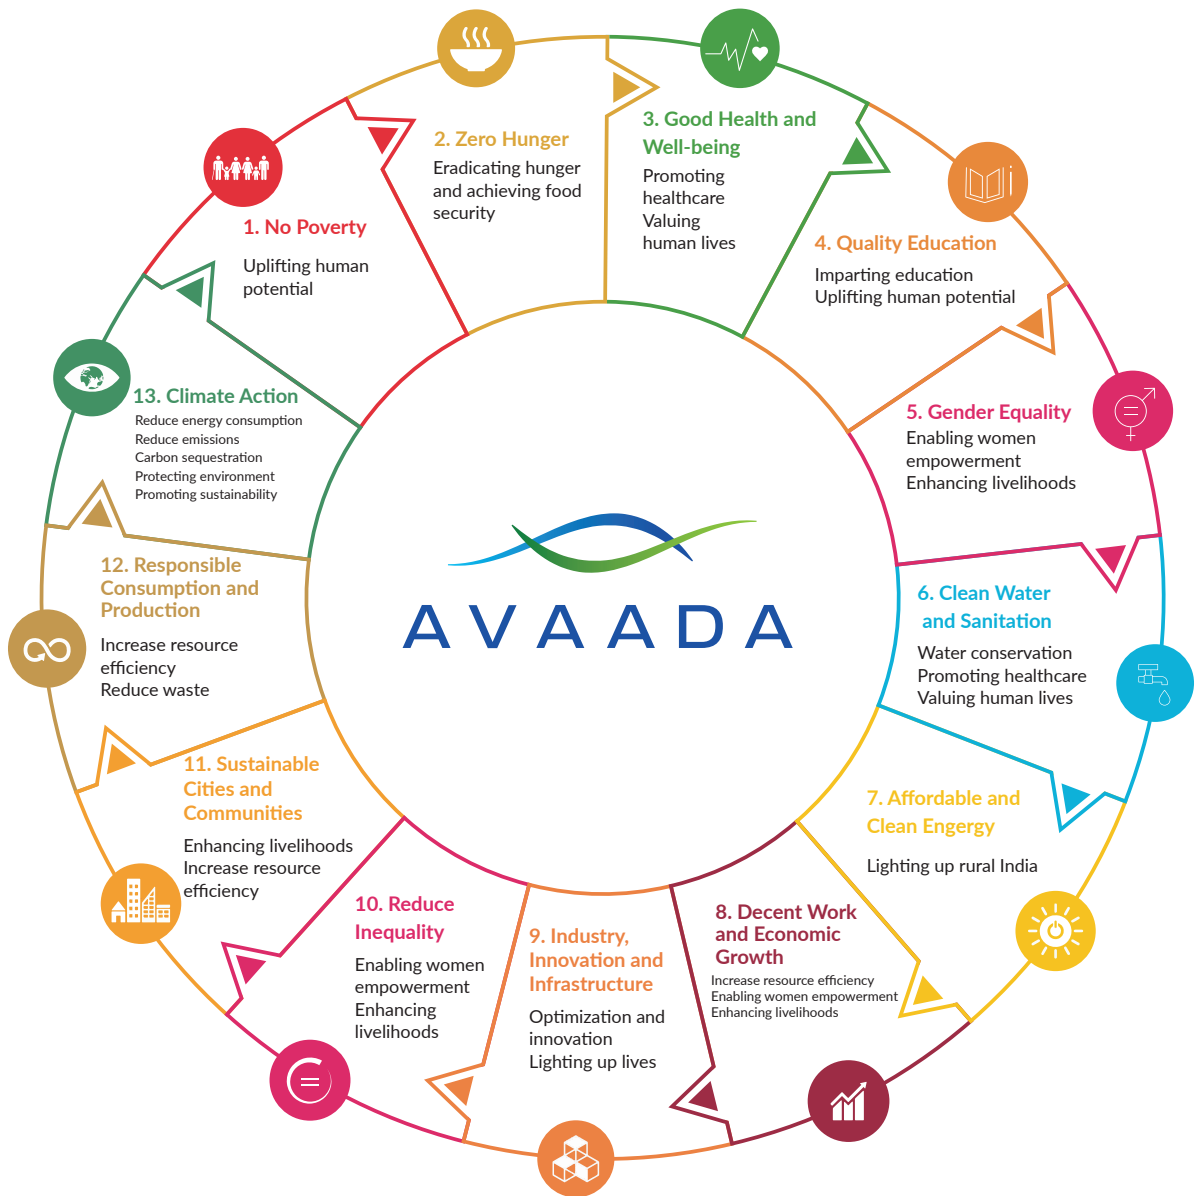 1. No Poverty
Uplifting human
potential
2. Zero Hunger
Eradicating hunger
and achieving food
security
3. Good Health and
Well-being
Promoting
healthcare
Valuing
human lives
4. Quality Education
Imparting education
Uplifting human potential
5. Gender Equality
Enabling women
empowerment
Enhancing livelihoods
6. Clean Water
and Sanitation
Water conservation
Promoting healthcare
Valuing human lives
7. Affordable and
Clean Engergy
Lighting up rural India
8. Decent Work
and Economic
Growth
Increase resource efficiency
Enabling women empowerment
Enhancing livelihoods
9. Industry,
Innovation and
Infrastructure
Optimization and
innovation
Lighting up lives
10. Reduce
Inequality
Enabling women
empowerment
Enhancing
livelihoods
11. Sustainable
Cities and
Communities
Enhancing livelihoods
Increase resource
efficiency
12. Responsible
Consumption and
Production
Increase resource
efficiency
Reduce waste
13. Climate Action
Reduce energy consumption
Reduce emissions
Carbon sequestration
Protecting environment
Promoting sustainability
AVAADA